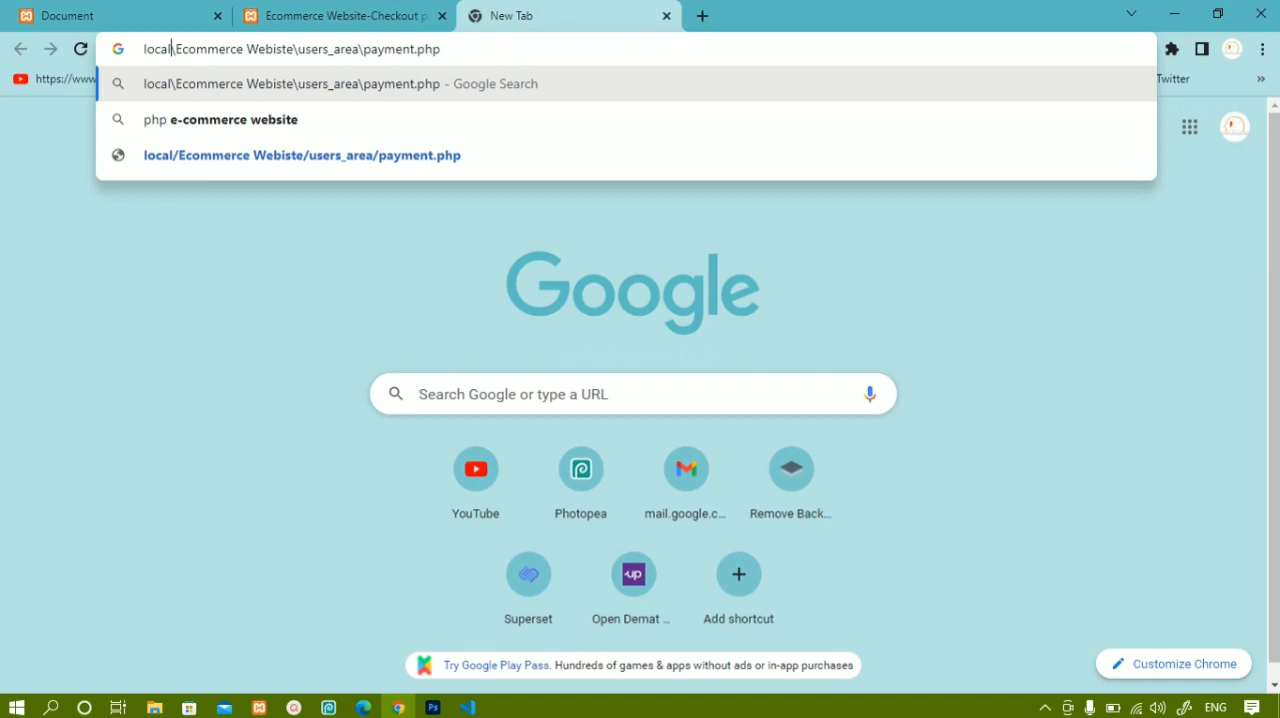 Document
Ecommerce Website-Checkout p
New Tab
local\Ecommerce Webiste\users_area\payment.php
https://www
Twitter
»
local\Ecommerce Webiste\users_area\payment.php - Google Search
php e-commerce website
local/Ecommerce Webiste/users_area/payment.php
Google
Search Google or type a URL
YouTube
Photopea
mail.google.c...
Remove Back...
up
Superset
Open Demat ...
Add shortcut
Try Google Play Pass. Hundreds of games & apps without ads or in-app purchases
Customize Chrome
Ps
ENG